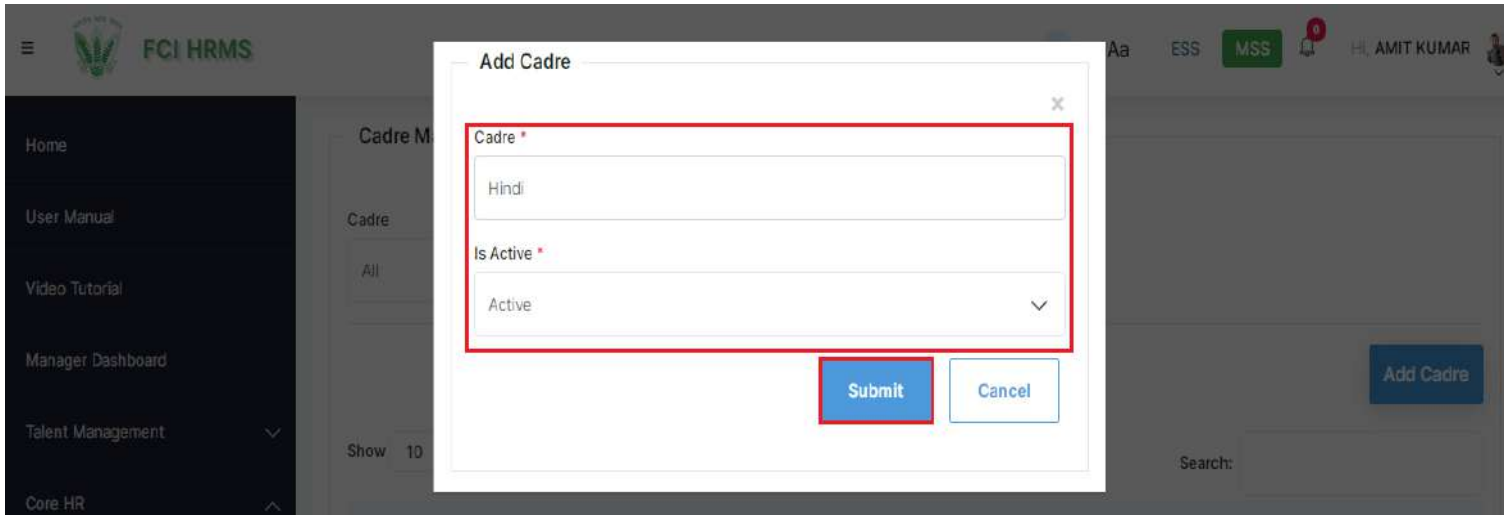 FCI HRMS
Aa ESS MSS 0 Hi, AMIT KUMAR
Home
User Manual
Video Tutorial
Manager Dashboard
Talent Management
Core HR
Cadre M
Cadre
All
Add Cadre
Show 10
Search:
Add Cadre
×
Cadre *
Hindi
Is Active *
Active
Submit Cancel